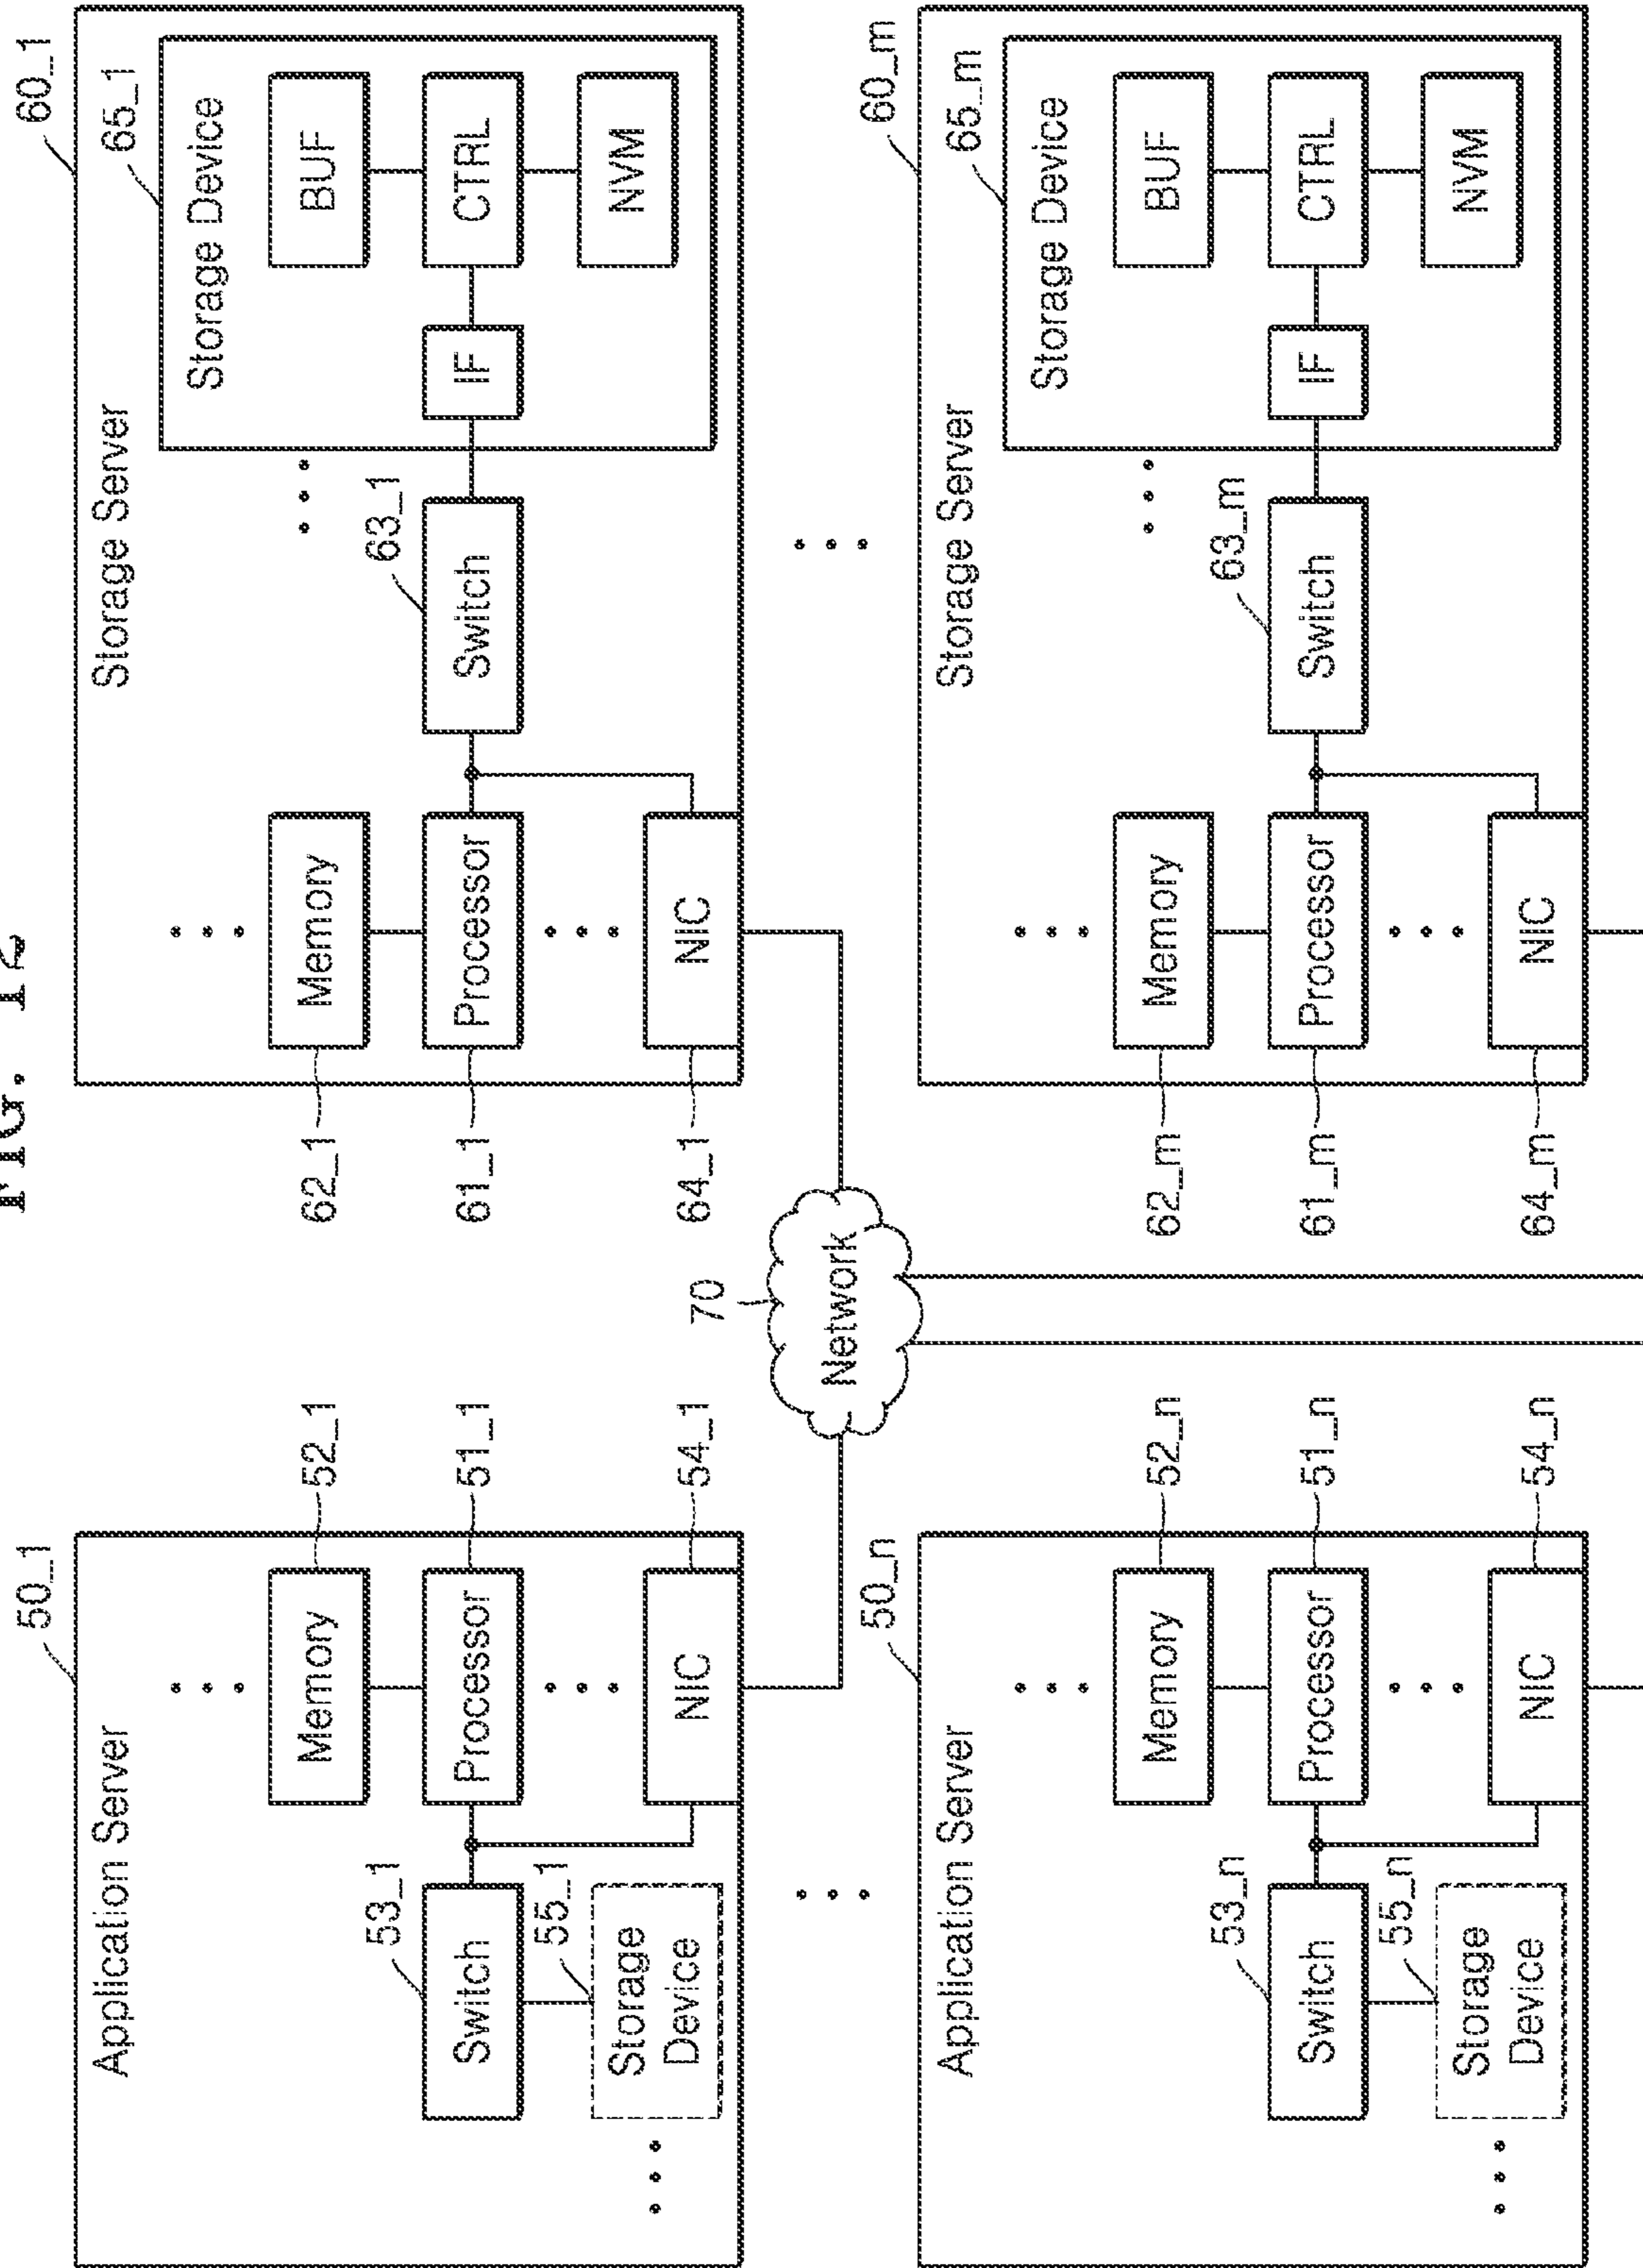 FIG. 12
50_1
Application Server
Memory
52_1
53_1
Switch
Processor
51_1
55_1
Storage
Device
NIC
54_1
60_1
Storage Server
65_1
Storage Device
62_1
Memory
BUF
63_1
61_1
Processor
Switch
IF
CTRL
64_1
NIC
NVM
70
Network
50_n
Application Server
Memory
52_n
53_n
Switch
Processor
51_n
55_n
Storage
Device
NIC
54_n
60_m
Storage Server
65_m
Storage Device
62_m
Memory
BUF
63_m
61_m
Processor
Switch
IF
CTRL
64_m
NIC
NVM